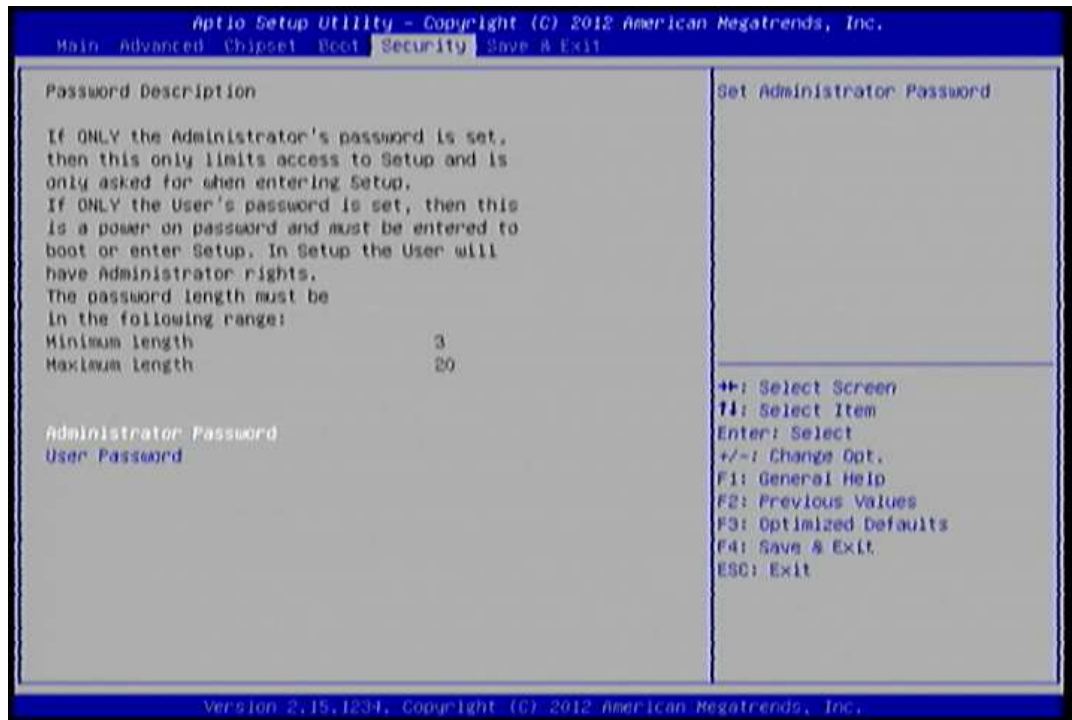 Aptio Setup Utility - Copyright (C) 2012 American Megatrends, Inc.
Main Advanced Chipset Boot Security Save & Exit
Password Description
If ONLY the Administrator's password is set,
then this only limits access to Setup and is
only asked for when entering Setup.
If ONLY the User's password is set, then this
is a power on password and must be entered to
boot or enter Setup. In Setup the User will
have Administrator rights.
The password length must be
in the following range:
Minimum length 3
Maximum length 20
Administrator Password
User Password
Set Administrator Password
→←: Select Screen
↑↓: Select Item
Enter: Select
+/-: Change Opt.
F1: General Help
F2: Previous Values
F3: Optimized Defaults
F4: Save & Exit
ESC: Exit
Version 2.15.1234. Copyright (C) 2012 American Megatrends, Inc.